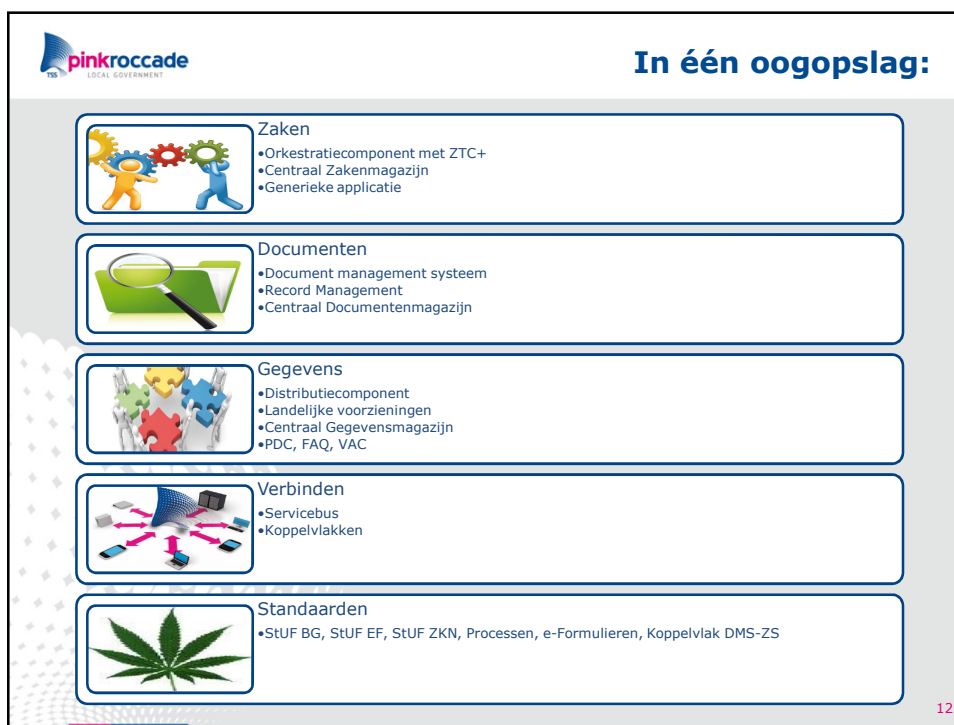 TSS pinkroccade
LOCAL GOVERNMENT
In één oogopslag:
Zaken
•Orkestratiecomponent met ZTC+
•Centraal Zakenmagazijn
•Generieke applicatie
Documenten
•Document management systeem
•Record Management
•Centraal Documentenmagazijn
Gegevens
•Distributiecomponent
•Landelijke voorzieningen
•Centraal Gegevensmagazijn
•PDC, FAQ, VAC
Verbinden
•Servicebus
•Koppelvlakken
Standaarden
•StUF BG, StUF EF, StUF ZKN, Processen, e-Formulieren, Koppelvlak DMS-ZS
12